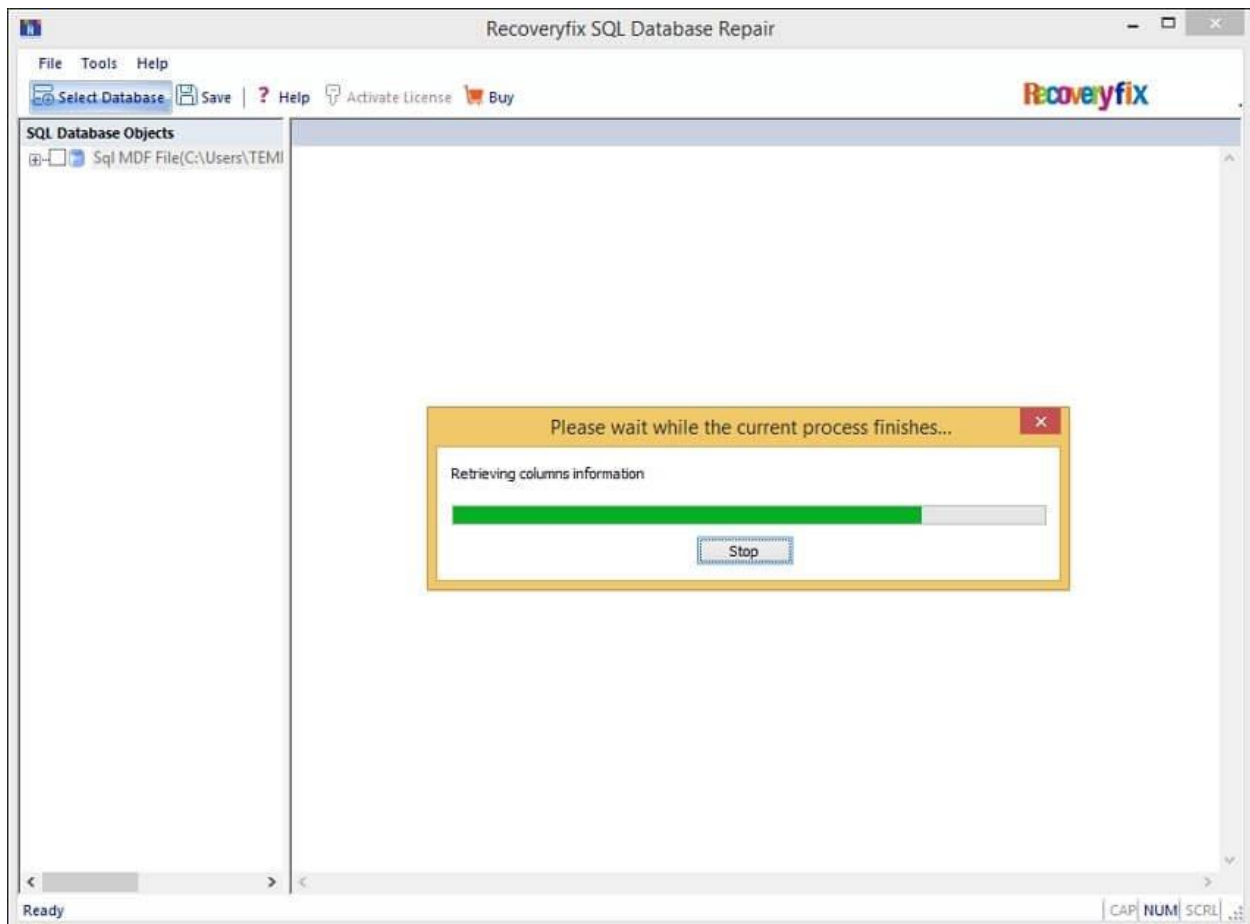 Recoveryfix SQL Database Repair
File Tools Help
Select Database Save | ? Help Activate License Buy
Recoveryfix
SQL Database Objects
Sql MDF File(C:\Users\TEMI
Please wait while the current process finishes...
Retrieving columns information
Stop
Ready
CAP NUM SCRL